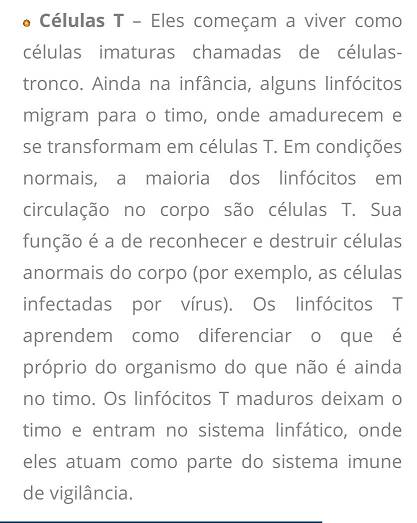 Células T – Eles começam a viver como
células imaturas chamadas de células-
tronco. Ainda na infância, alguns linfócitos
migram para o timo, onde amadurecem e
se transformam em células T. Em condições
normais, a maioria dos linfócitos em
circulação no corpo são células T. Sua
função é a de reconhecer e destruir células
anormais do corpo (por exemplo, as células
infectadas por vírus). Os linfócitos T
aprendem como diferenciar o que é
próprio do organismo do que não é ainda
no timo. Os linfócitos T maduros deixam o
timo e entram no sistema linfático, onde
eles atuam como parte do sistema imune
de vigilância.